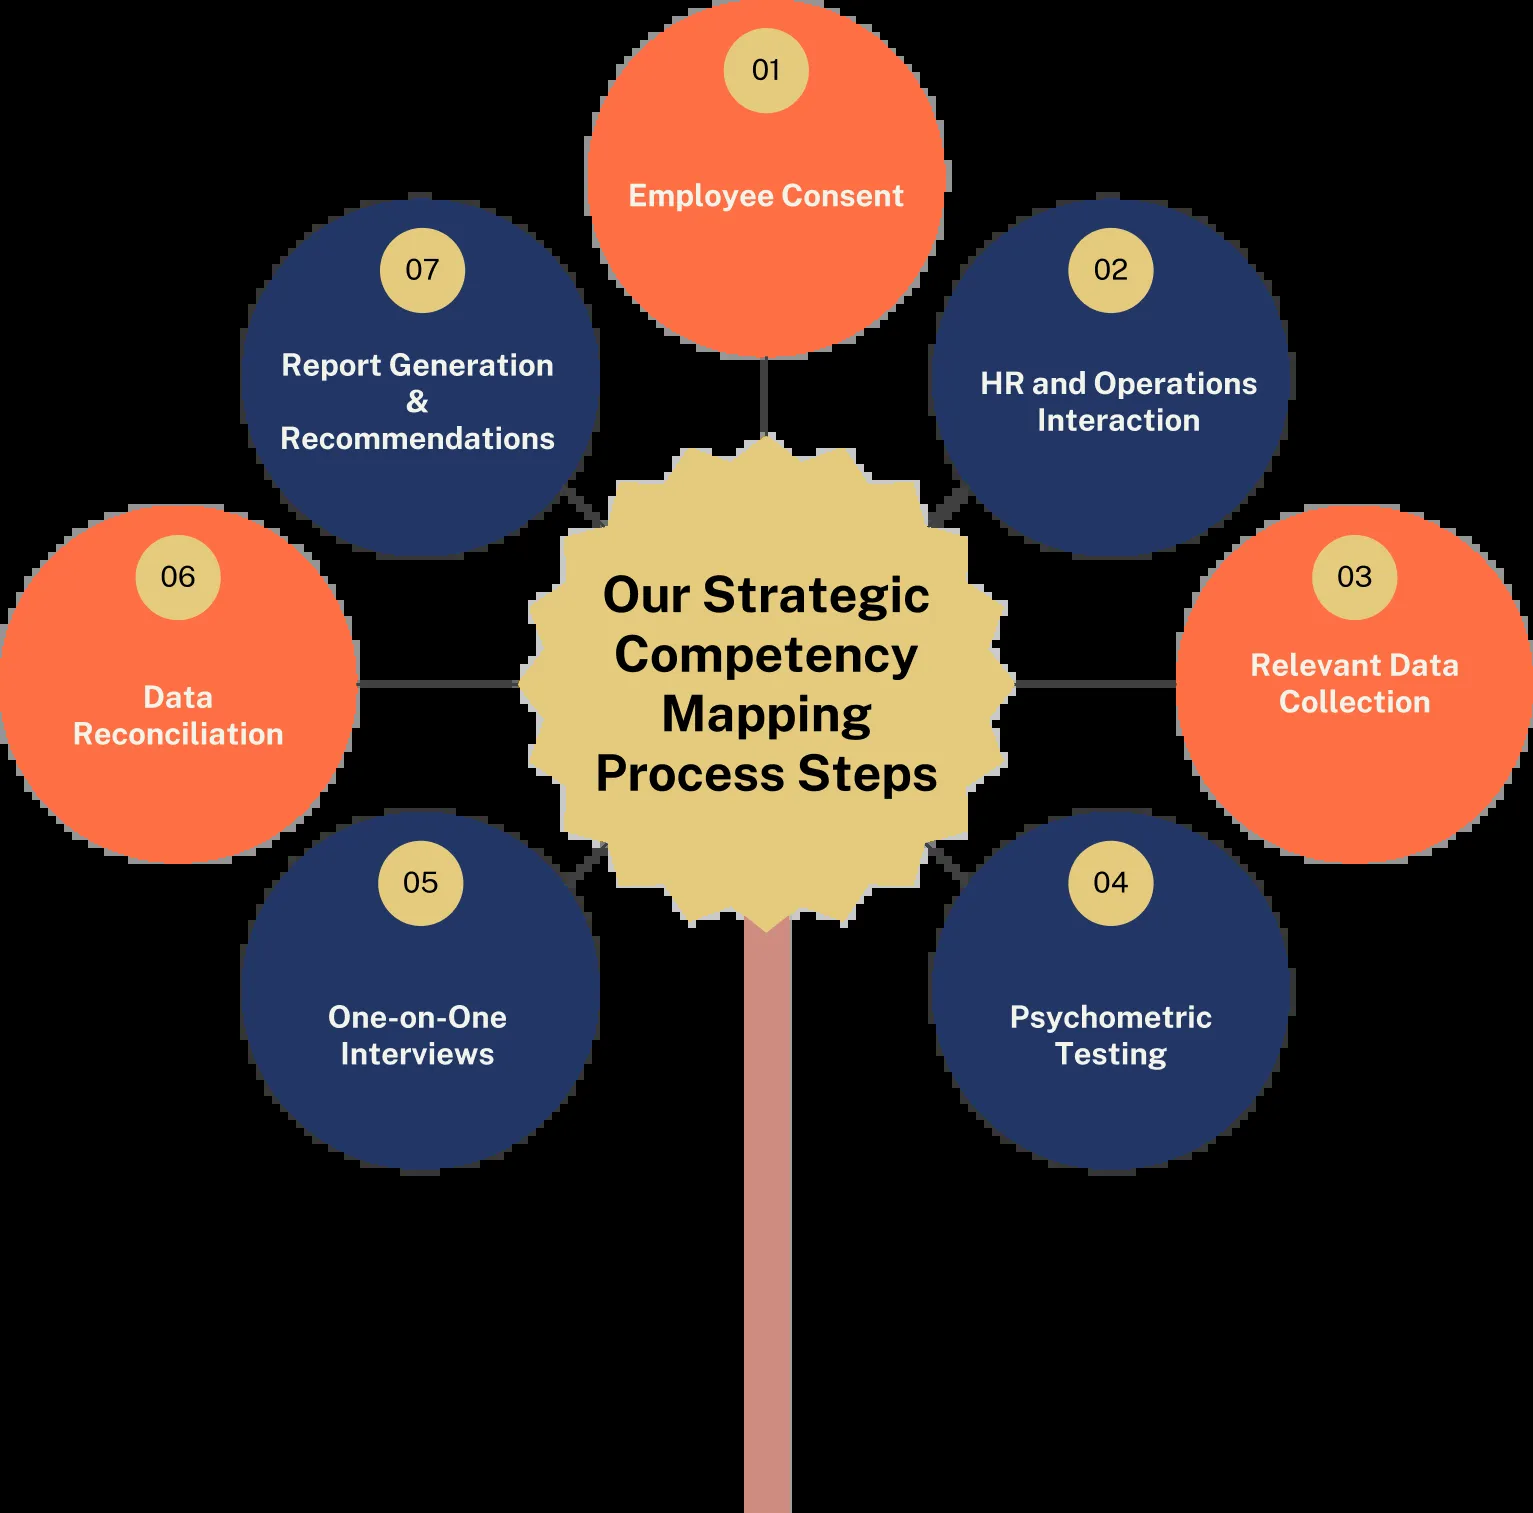 01
Employee Consent
02
HR and Operations
Interaction
03
Relevant Data
Collection
04
Psychometric
Testing
05
One-on-One
Interviews
06
Data
Reconciliation
07
Report Generation
&
Recommendations
Our Strategic
Competency
Mapping
Process Steps